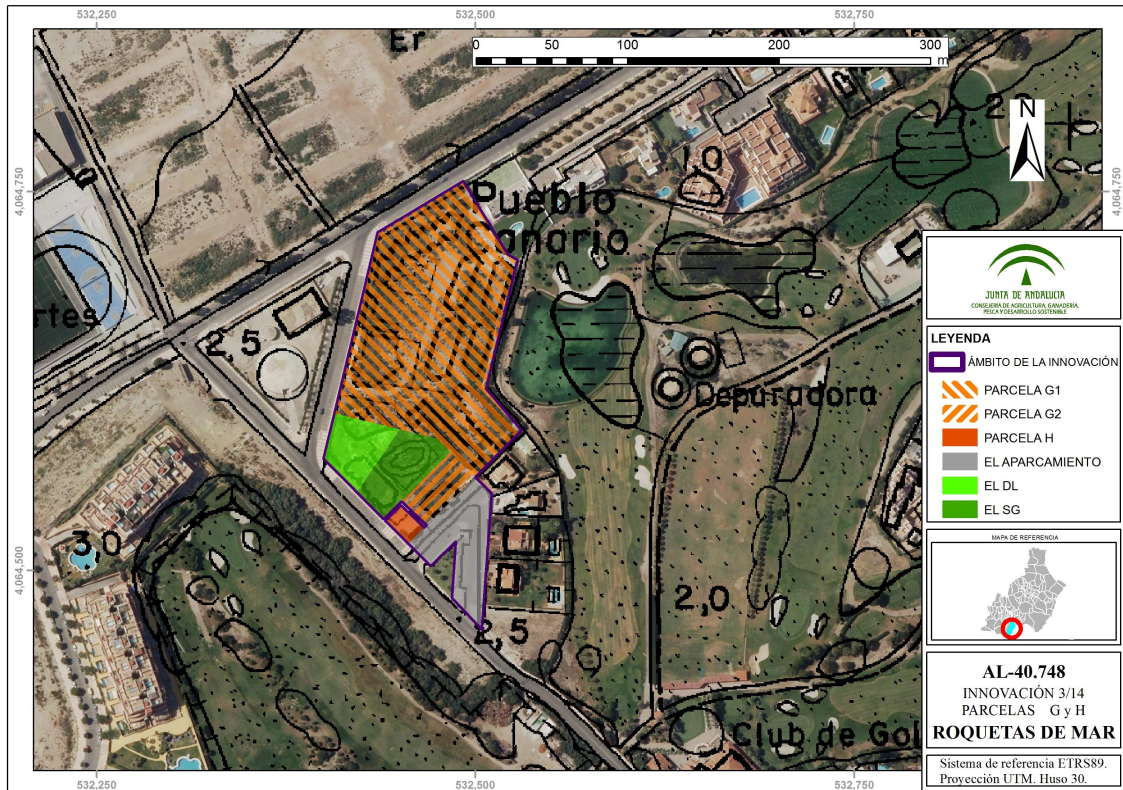 532,250
532,500
532,750
4,064,750
4,064,500
4,064,750
0
50
100
200
300
m
Er
N
2,0
1,0
Pueblo
Canario
rtes
2,5
Depuradora
3,0
2,0
2,5
Club de Gol
JUNTA DE ANDALUCIA
CONSEJERÍA DE AGRICULTURA, GANADERÍA,
PESCA Y DESARROLLO SOSTENIBLE
LEYENDA
ÁMBITO DE LA INNOVACIÓN
PARCELA G1
PARCELA G2
PARCELA H
EL APARCAMIENTO
EL DL
EL SG
MAPA DE REFERENCIA
AL-40.748
INNOVACIÓN 3/14
PARCELAS G y H
ROQUETAS DE MAR
Sistema de referencia ETRS89.
Proyección UTM. Huso 30.
532,250
532,500
532,750